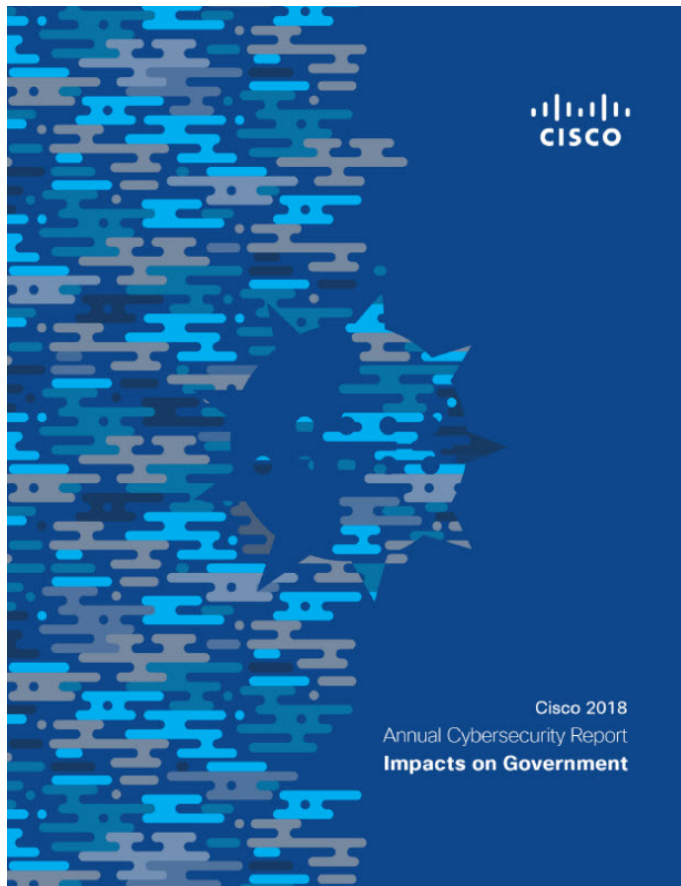 CISCO
Cisco 2018
Annual Cybersecurity Report
Impacts on Government